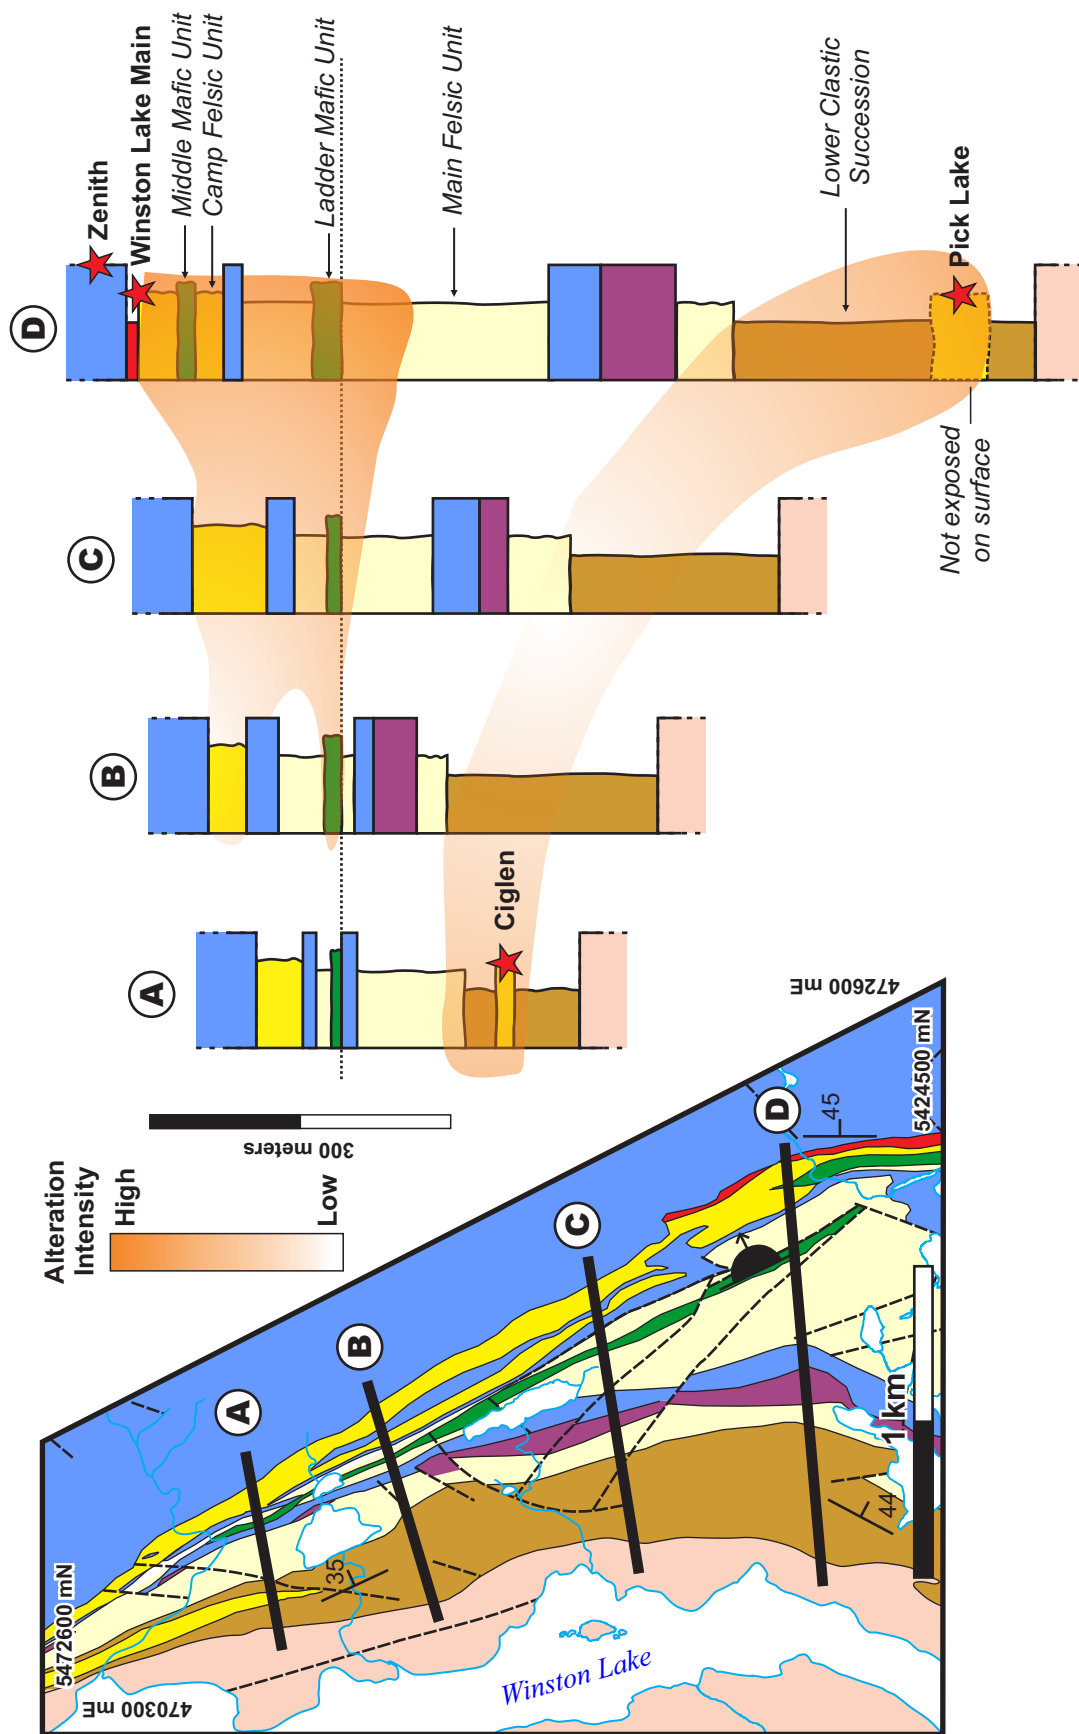 A
B
C
D
Zenith
Winston Lake Main
Middle Mafic Unit
Camp Felsic Unit
Ladder Mafic Unit
Main Felsic Unit
Lower Clastic
Succession
Pick Lake
Not exposed
on surface
Ciglen
Alteration
Intensity
High
Low
300 meters
5472600 mN
470300 mE
472600 mE
5424500 mN
A
B
C
D
35
44
45
Winston Lake
1 km